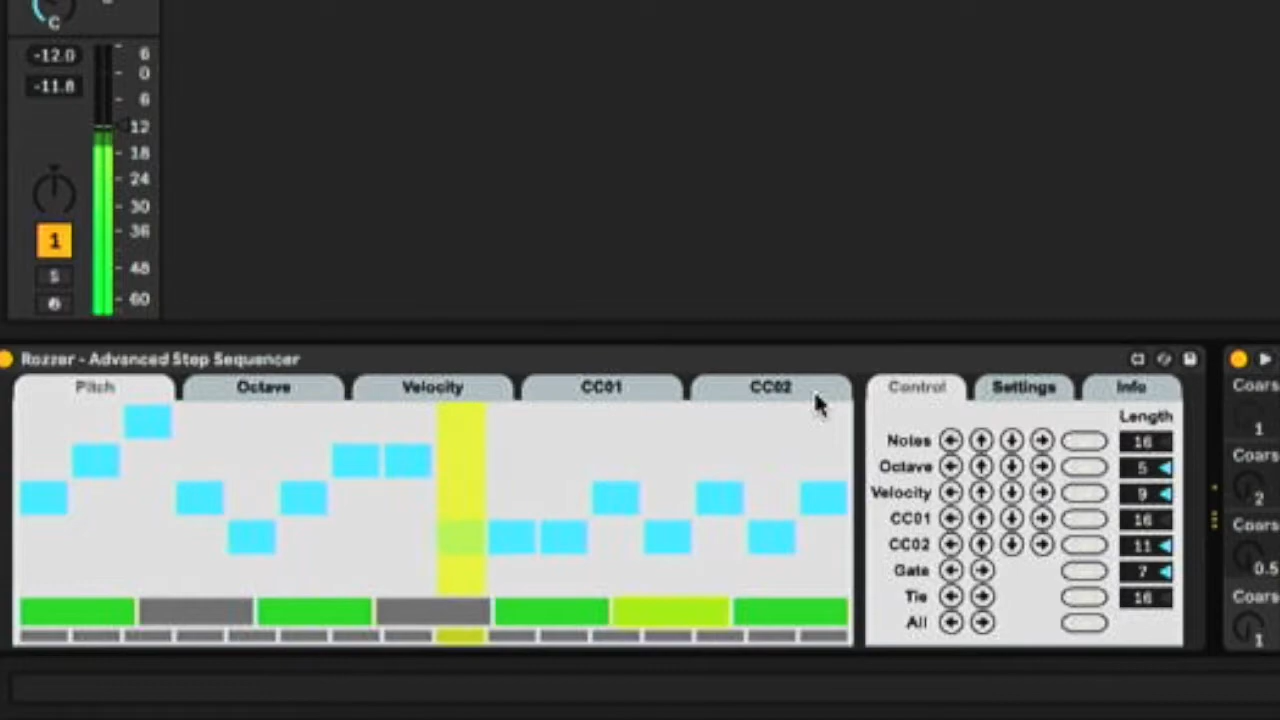 C
-12.0 6
0
-11.8 6
12
18
24
30
1 36
S 48
60
Rozzer - Advanced Step Sequencer
Pitch Octave Velocity CC01 CC02 Control Settings Info Coars
Length
Notes 16 1
Octave 5 Coars
Velocity 9 2
CC01 16 Coars
CC02 11
Gate 7 0.5
Tie 16 Coars
All 1